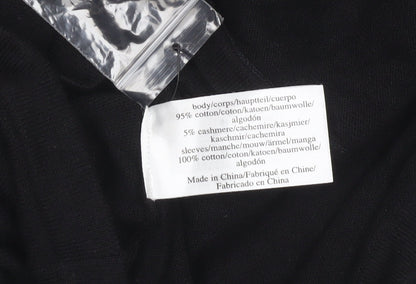 body/corps/hauptteil/cuerpo
95% cotton/coton/katoen/baumwolle/
algodón
5% cashmere/cachemire/kasjmier/
kaschmir/cachemira
sleeves/manche/mouw/ärmel/manga
100% cotton/coton/katoen/baumwolle/
algodón
Made in China/Fabriqué en Chine/
Fabricado en China